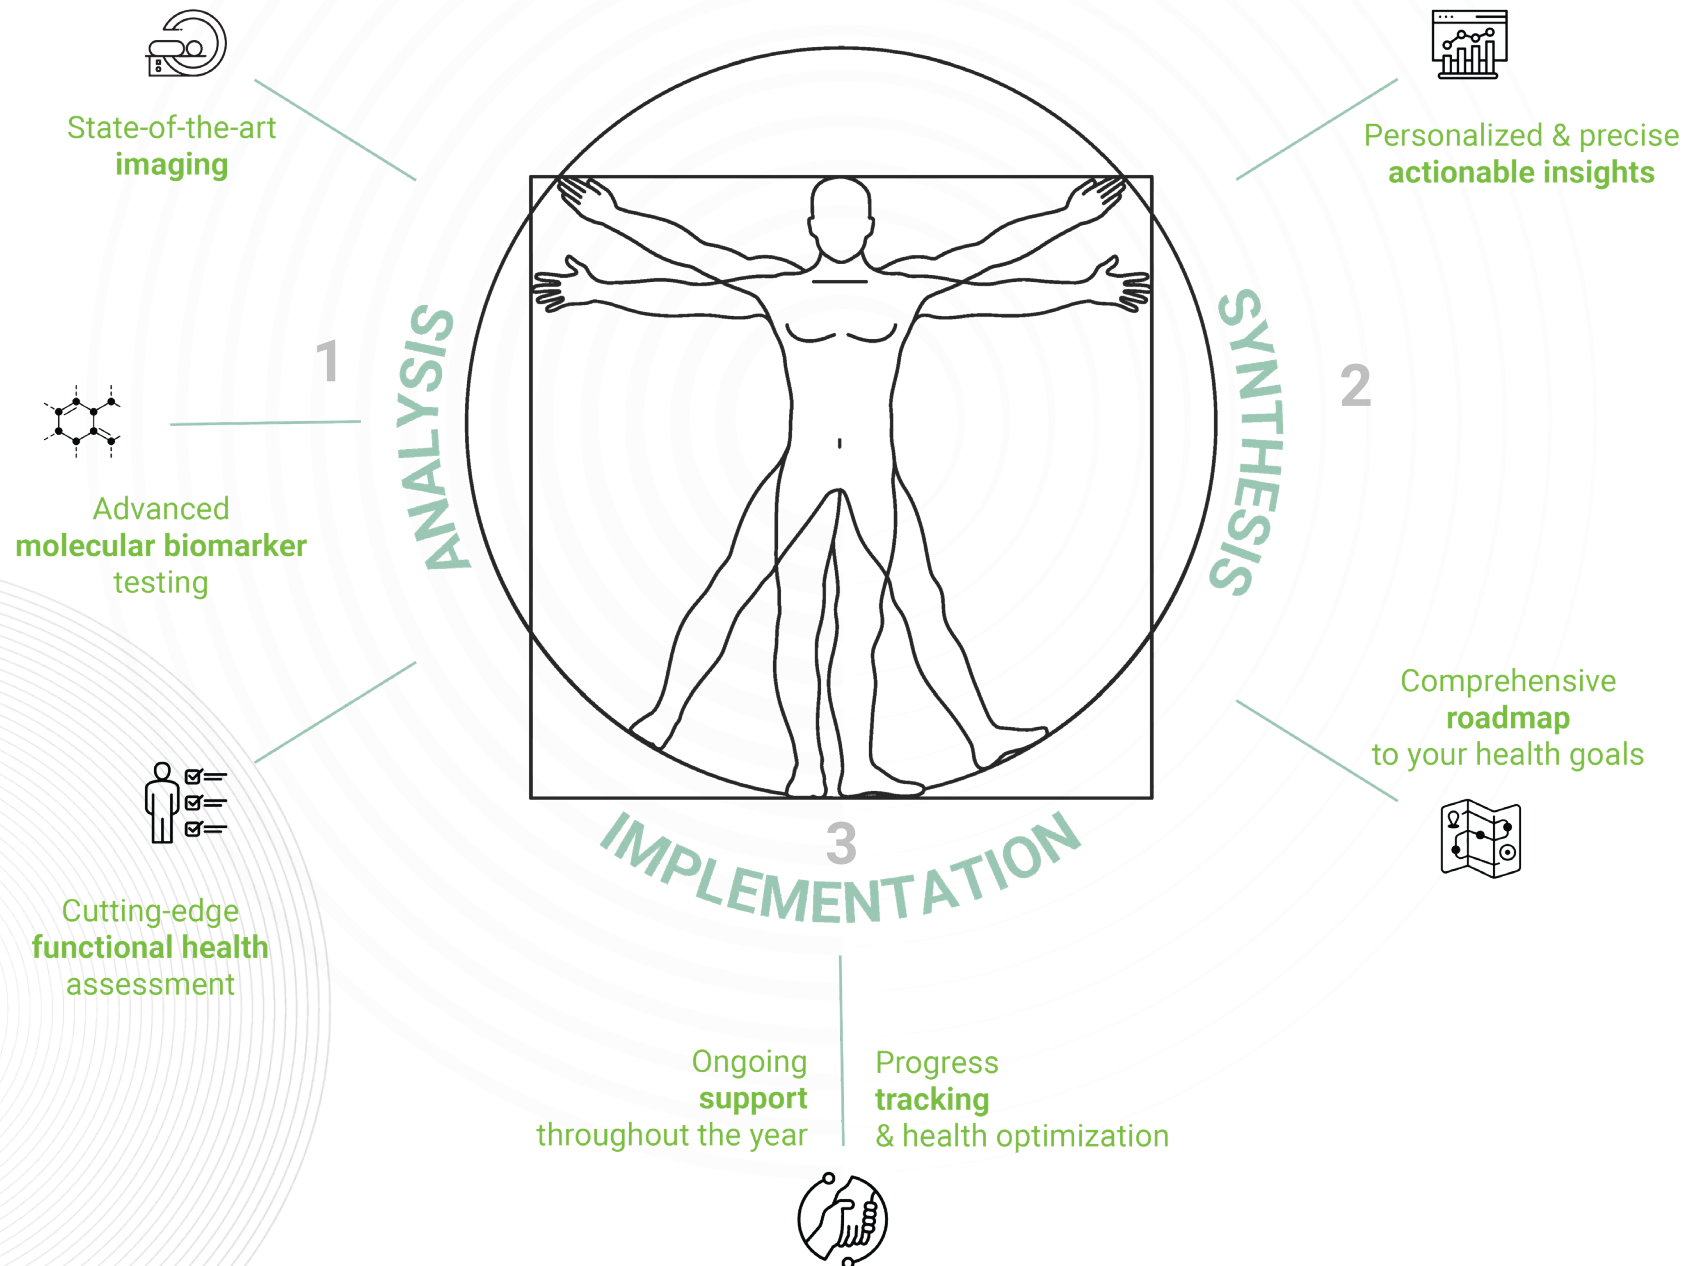 State-of-the-art
imaging
1
ANALYSIS
Advanced
molecular biomarker
testing
Cutting-edge
functional health
assessment
Personalized & precise
actionable insights
SYNTHESIS
2
Comprehensive
roadmap
to your health goals
3
IMPLEMENTATION
Ongoing
support
throughout the year
Progress
tracking
& health optimization